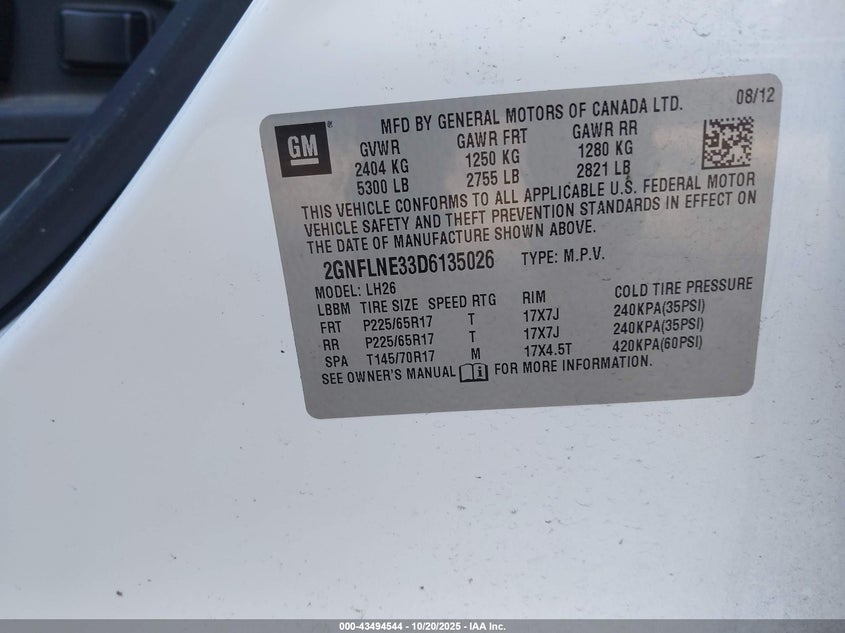 MFD BY GENERAL MOTORS OF CANADA LTD. 08/12
GM®
GVWR GAWR FRT GAWR RR
2404 KG 1250 KG 1280 KG
5300 LB 2755 LB 2821 LB
THIS VEHICLE CONFORMS TO ALL APPLICABLE U.S. FEDERAL MOTOR
VEHICLE SAFETY AND THEFT PREVENTION STANDARDS IN EFFECT ON
THE DATE OF MANUFACTURE SHOWN ABOVE.
2GNFLNE33D6135026 TYPE: M.P.V.
MODEL: LH26
LBBM TIRE SIZE SPEED RTG RIM COLD TIRE PRESSURE
FRT P225/65R17 T 17X7J 240KPA(35PSI)
RR P225/65R17 T 17X7J 240KPA(35PSI)
SPA T145/70R17 M 17X4.5T 420KPA(60PSI)
SEE OWNER'S MANUAL FOR MORE INFORMATION.
000-43494544 - 10/20/2025 - IAA Inc.